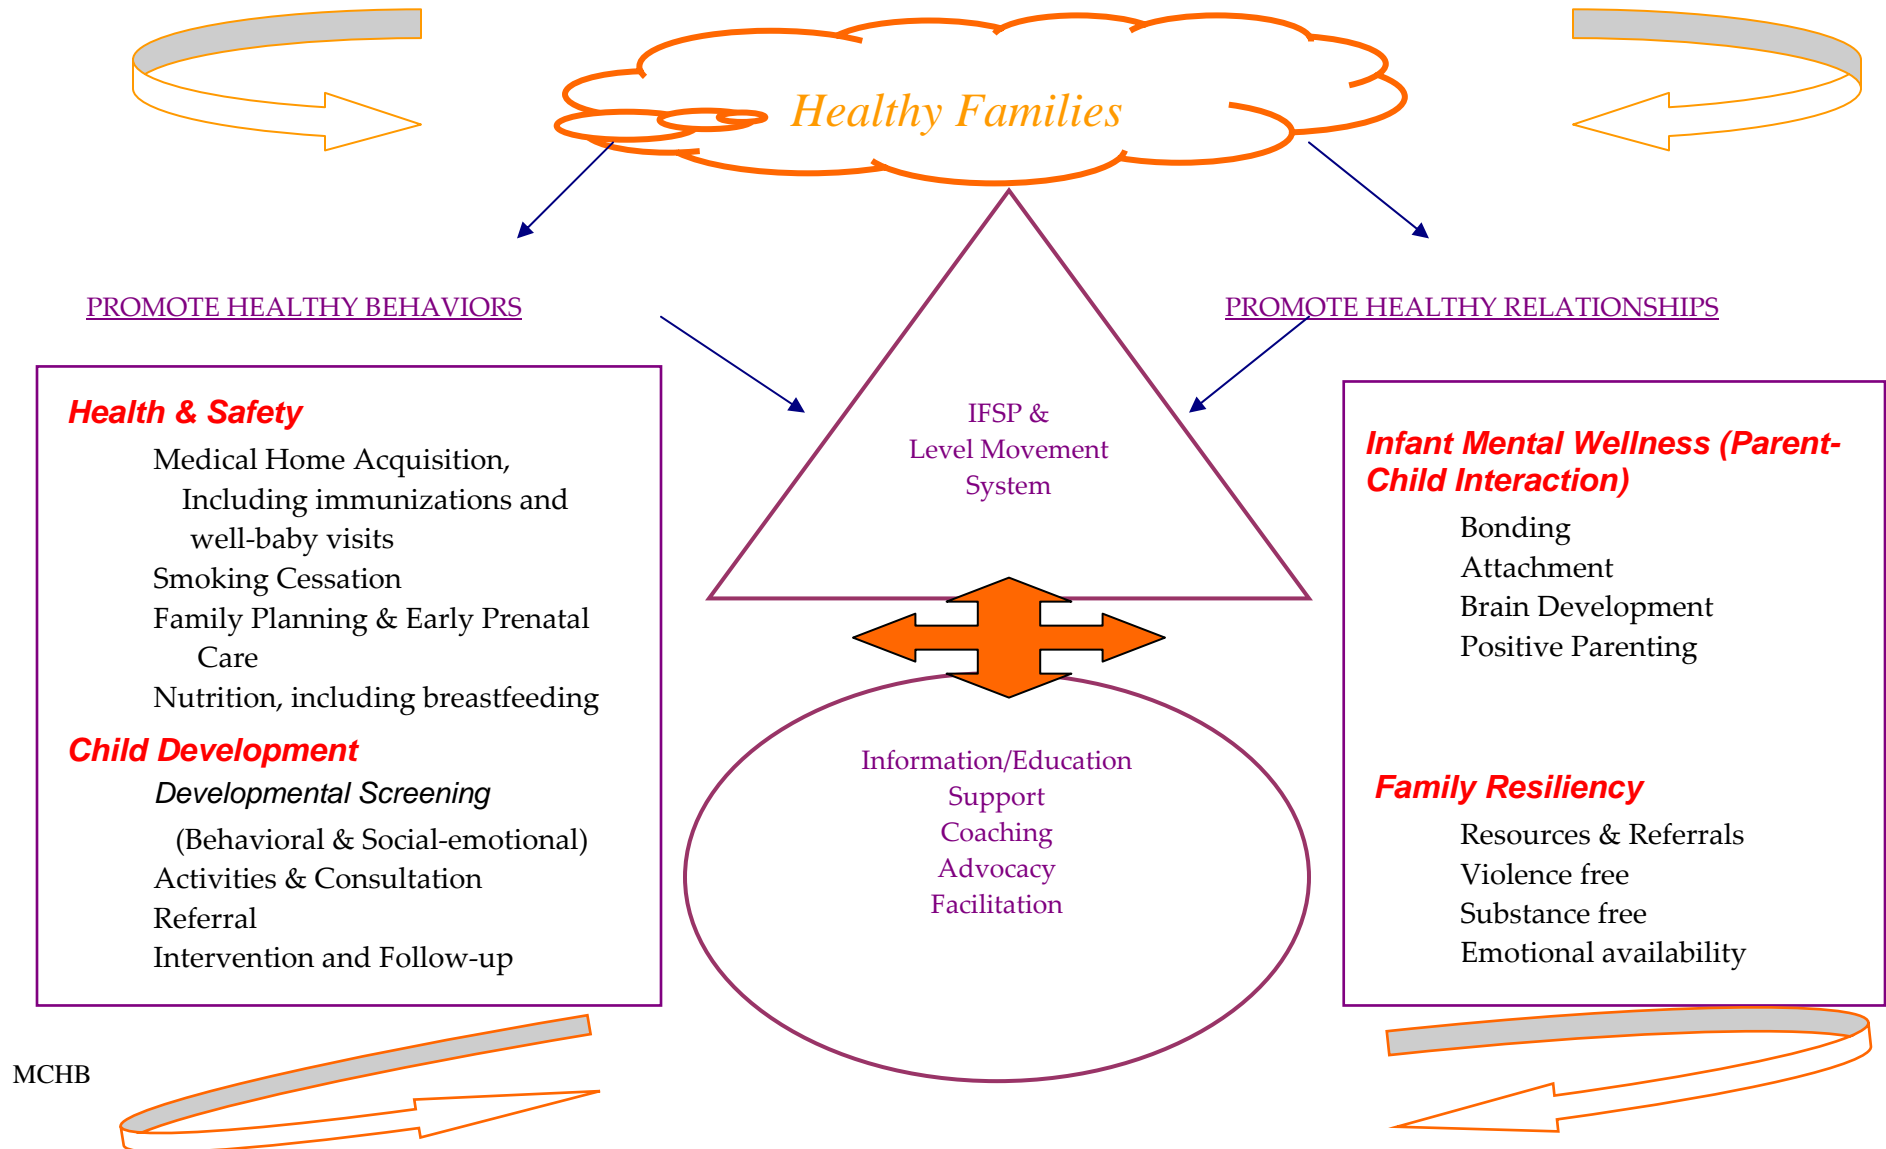 Healthy Families
PROMOTE HEALTHY BEHAVIORS
PROMOTE HEALTHY RELATIONSHIPS
Health & Safety
Medical Home Acquisition,
Including immunizations and
well-baby visits
Smoking Cessation
Family Planning & Early Prenatal
Care
Nutrition, including breastfeeding
Child Development
Developmental Screening
(Behavioral & Social-emotional)
Activities & Consultation
Referral
Intervention and Follow-up
IFSP &
Level Movement
System
Information/Education
Support
Coaching
Advocacy
Facilitation
Infant Mental Wellness (Parent-
Child Interaction)
Bonding
Attachment
Brain Development
Positive Parenting
Family Resiliency
Resources & Referrals
Violence free
Substance free
Emotional availability
MCHB